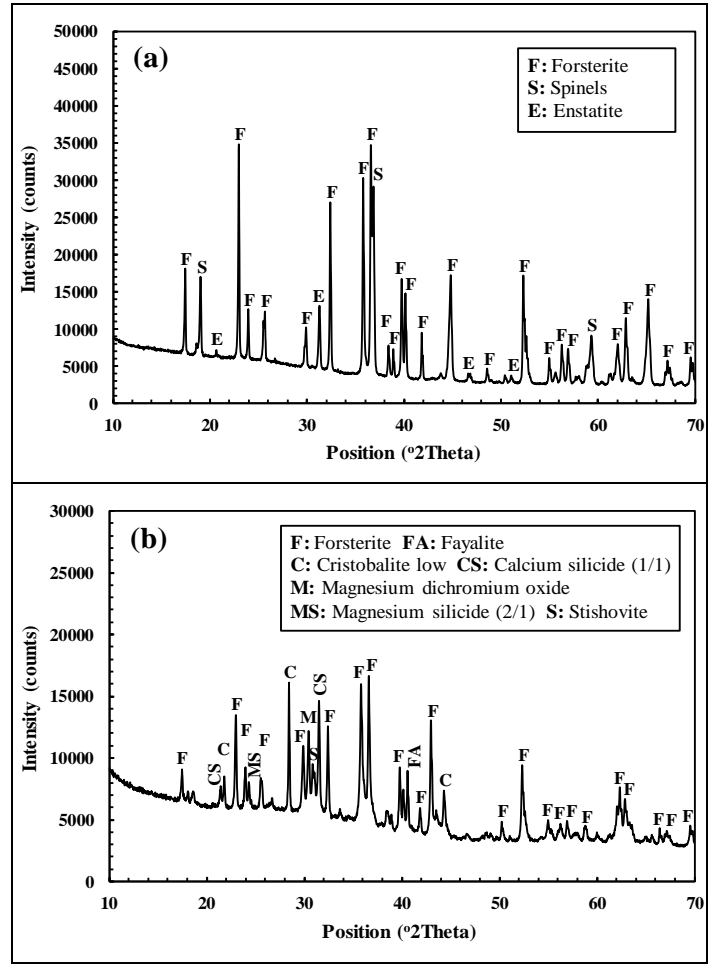 (a)
F: Forsterite
S: Spinels
E: Enstatite
50000
45000
40000
35000
30000
25000
20000
15000
10000
5000
0
Intensity (counts)
F S E F F F F E F F F S F F F F F F E F E F F F F S F F F F F
10 20 30 40 50 60 70
Position (°2Theta)
(b)
F: Forsterite FA: Fayalite
C: Cristobalite low CS: Calcium silicide (1/1)
M: Magnesium dichromium oxide
MS: Magnesium silicide (2/1) S: Stishovite
30000
25000
20000
15000
10000
5000
0
Intensity (counts)
F CS C F F MS F C F M S CS F F F F FA F F C F F F F F F F F F F F
10 20 30 40 50 60 70
Position (°2Theta)